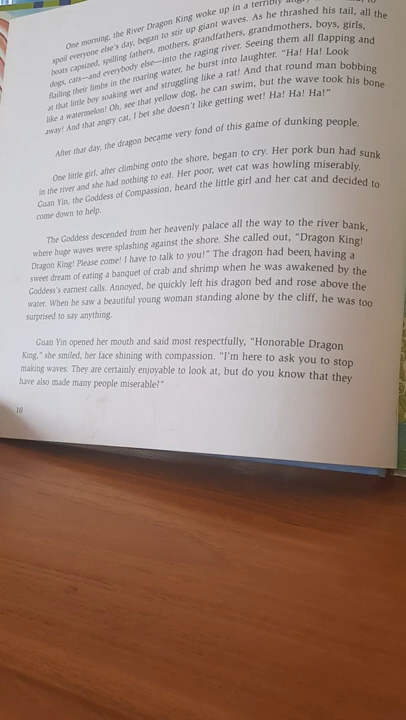 One morning, the River Dragon King woke up in a terribly angry
spoil everyone else's day, began to stir up giant waves. As he thrashed his tail, all the
boats capsized, spilling fathers, mothers, grandfathers, grandmothers, boys, girls,
dogs, cats—and everybody else—into the raging river. Seeing them all flapping and
flailing their limbs in the roaring water, he burst into laughter. "Ha! Ha! Look
at that little boy soaking wet and struggling like a rat! And that round man bobbing
like a watermelon! Oh, see that yellow dog, he can swim, but the wave took his bone
away! And that angry cat, I bet she doesn't like getting wet! Ha! Ha! Ha!"
After that day, the dragon became very fond of this game of dunking people.
One little girl, after climbing onto the shore, began to cry. Her pork bun had sunk
in the river and she had nothing to eat. Her poor, wet cat was howling miserably.
Guan Yin, the Goddess of Compassion, heard the little girl and her cat and decided to
come down to help.
The Goddess descended from her heavenly palace all the way to the river bank,
where huge waves were splashing against the shore. She called out, "Dragon King!
Dragon King! Please come! I have to talk to you!" The dragon had been having a
sweet dream of eating a banquet of crab and shrimp when he was awakened by the
Goddess's earnest calls. Annoyed, he quickly left his dragon bed and rose above the
water. When he saw a beautiful young woman standing alone by the cliff, he was too
surprised to say anything.
Guan Yin opened her mouth and said most respectfully, "Honorable Dragon
King," she smiled, her face shining with compassion. "I'm here to ask you to stop
making waves. They are certainly enjoyable to look at, but do you know that they
have also made many people miserable?"
10